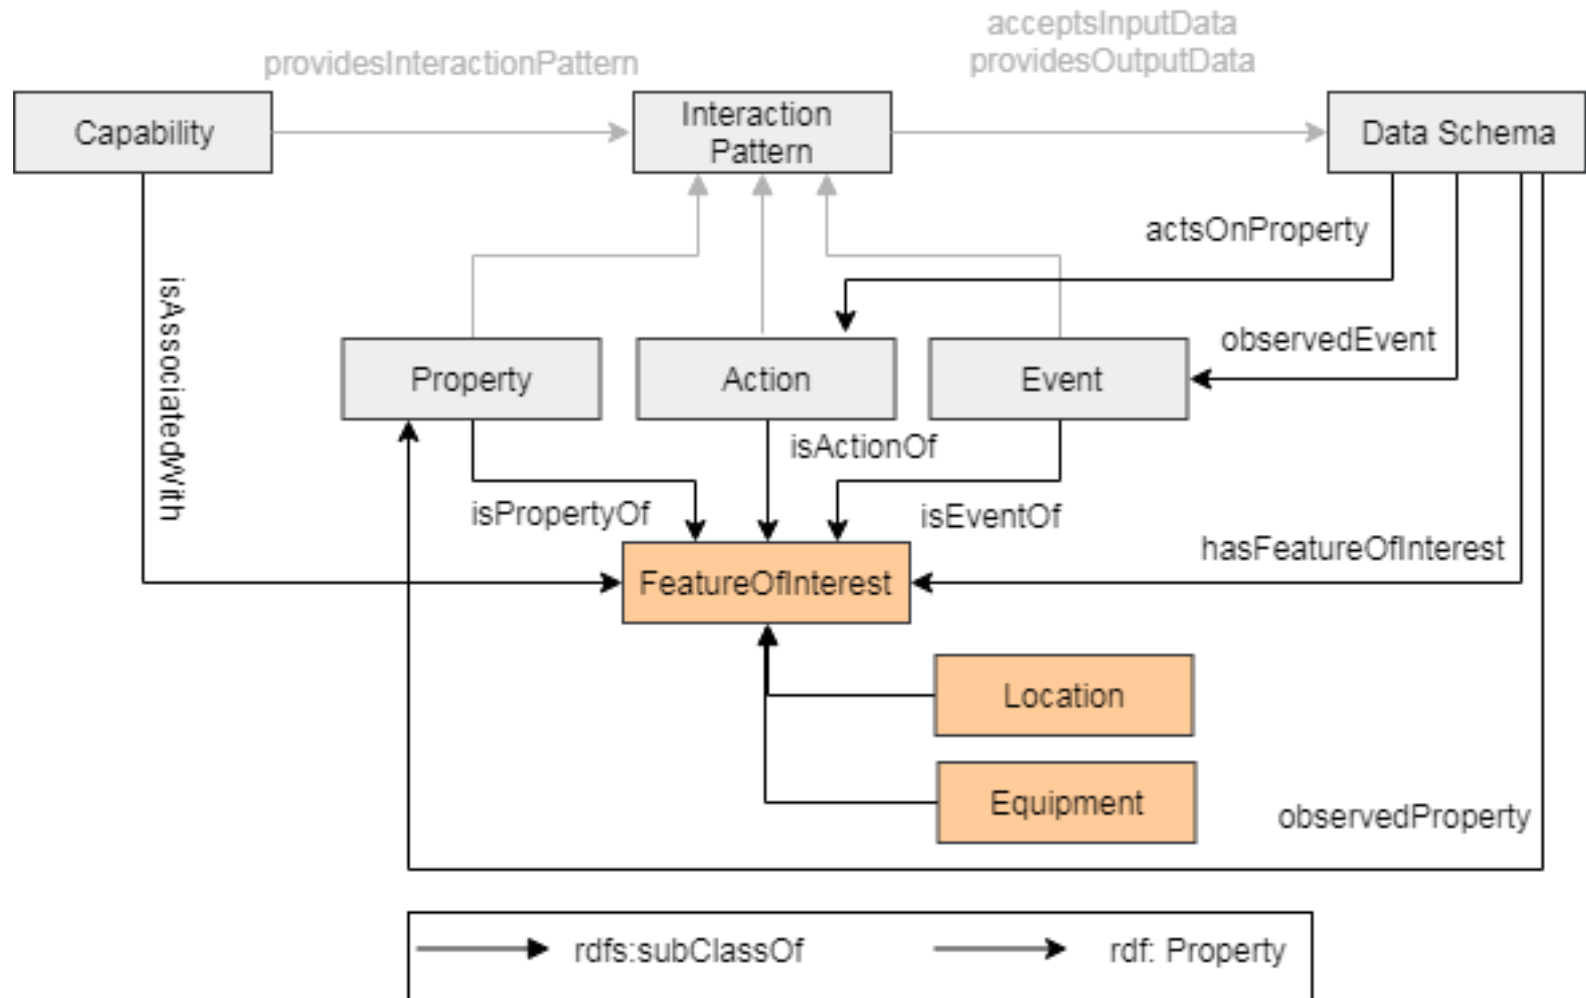 acceptsInputData
providesInteractionPattern
providesOutputData
Capability
Interaction
Pattern
Data Schema
actsOnProperty
isAssociatedWith
observedEvent
Property
Action
Event
isActionOf
isPropertyOf
isEventOf
hasFeatureOfInterest
FeatureOfInterest
Location
Equipment
observedProperty
rdfs:subClassOf
rdf: Property